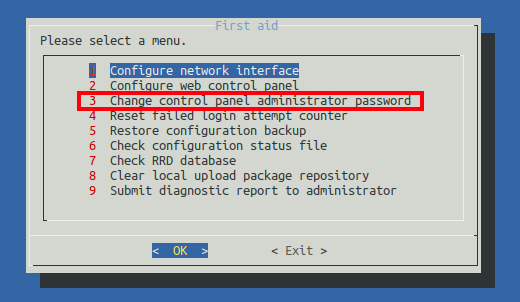 First aid
Please select a menu.
1 Configure network interface
2 Configure web control panel
3 Change control panel administrator password
4 Reset failed login attempt counter
5 Restore configuration backup
6 Check configuration status file
7 Check RRD database
8 Clear local upload package repository
9 Submit diagnostic report to administrator
< OK > < Exit >